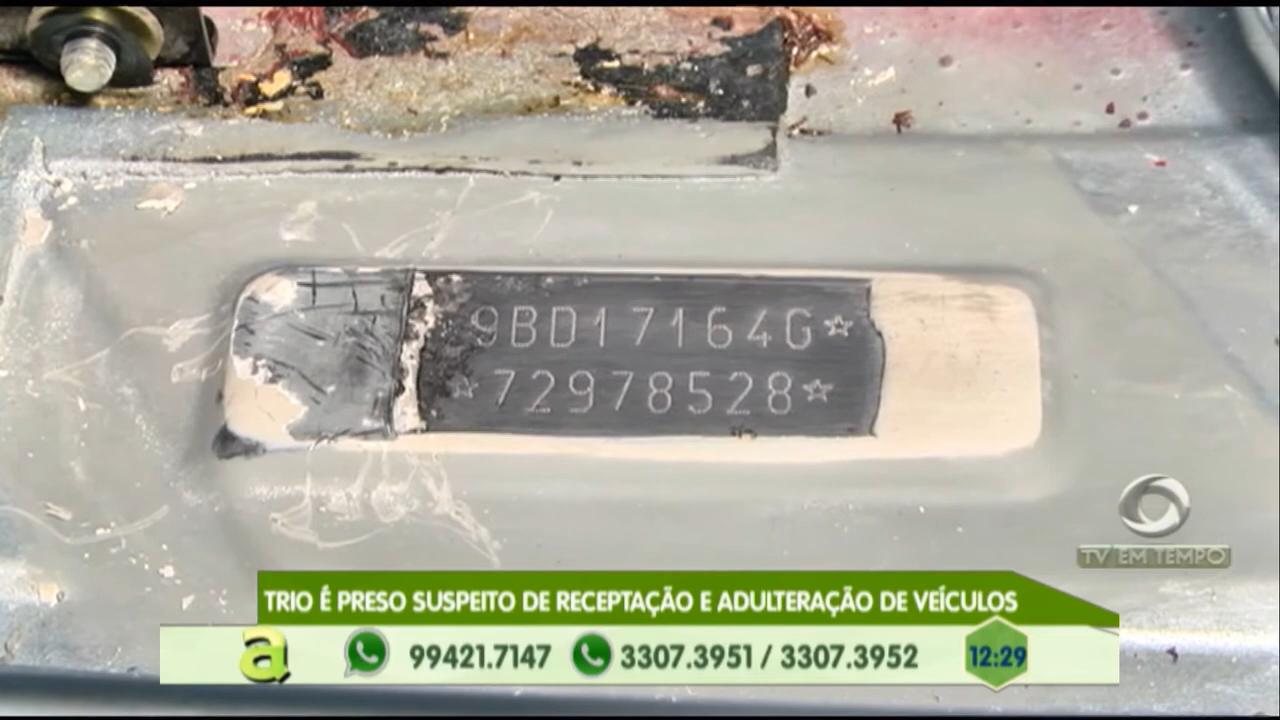 9BD17164G☆
☆72978528☆
TV EM TEMPO
TRIO É PRESO SUSPEITO DE RECEPTAÇÃO E ADULTERAÇÃO DE VEÍCULOS
a 99421.7147 3307.3951 / 3307.3952 12:29